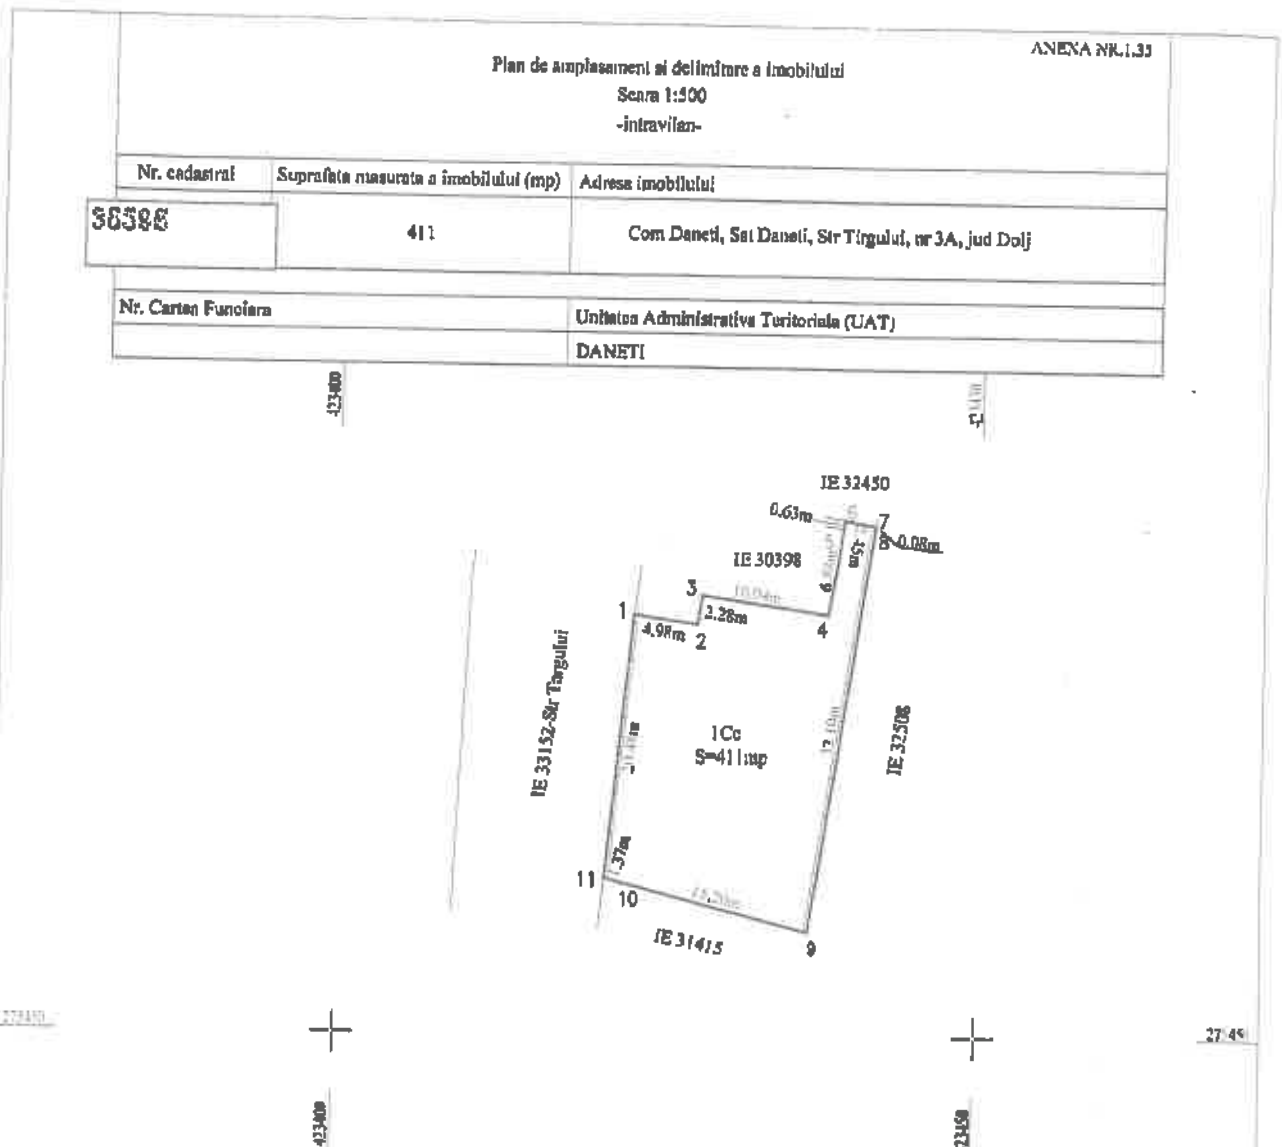 ANEXA NR.1.35
Plan de amplasament si delimitare a imobilului
Scara 1:500
-intravilan-
Nr. cadastral Suprafata masurata a imobilului (mp) Adresa imobilului
411 Com Daneti, Sat Daneti, Str Tirgului, nr 3A, jud Dolj
Nr. Cartea Funciara Unitatea Administrativa Teritoriala (UAT)
DANETI
423400
IE 32450
0.63m
7
8
0.08m
IE 30398
6
3
10.04m
1
4.98m
2
2.28m
4
IE 33152-Str Targului
1Cc
S=411mp
IE 32508
11
10
9
IE 31415
423400